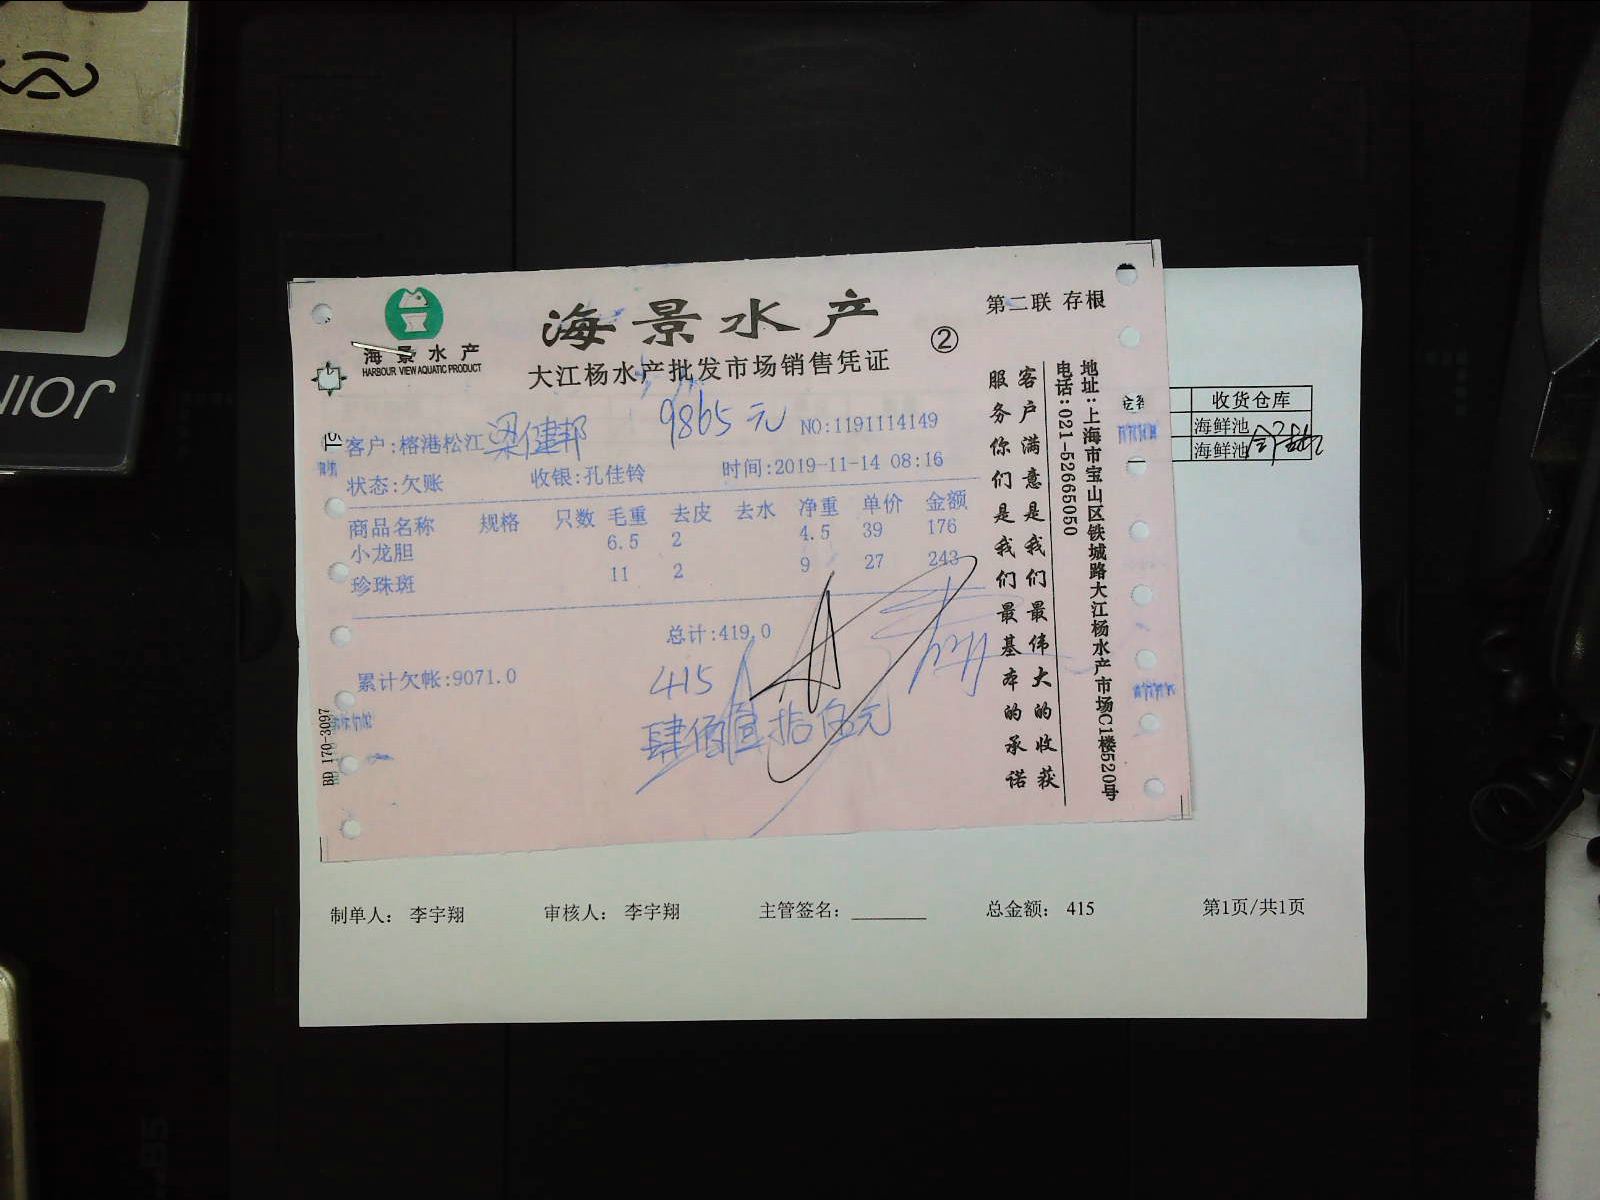 JOINI
海景水产
HARBOUR VIEW AQUATIC PRODUCT
海景水产
大江杨水产批发市场销售凭证
②
第二联 存根
9865元
NO:1191114149
客户:榕港松江 梁健邦
状态:欠账 收银:孔佳铃 时间:2019-11-14 08:16
商品名称 规格 只数 毛重 去皮 去水 净重 单价 金额
小龙胆 6.5 2 4.5 39 176
珍珠斑 11 2 9 27 243
总计:419.0
累计欠帐:9071.0
415
肆佰壹拾伍元
客户满意是我们最伟大的收获
服务你们是我们最基本的承诺
地址:上海市宝山区铁城路大江杨水产市场C1楼520号
电话:021-52665050
BD 170-3097
收货仓库
海鲜池
海鲜池
制单人: 李宇翔 审核人: 李宇翔 主管签名: 总金额: 415 第1页/共1页